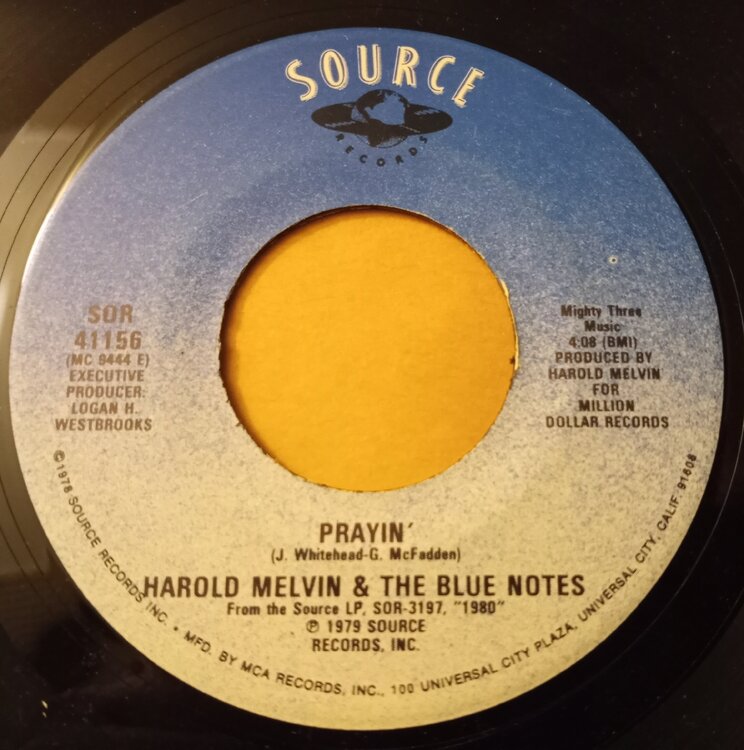 SOURCE
RECORDS
SOR
41156
(MC 9444 E)
EXECUTIVE
PRODUCER:
LOGAN H.
WESTBROOKS
Mighty Three
Music
4:08 (BMI)
PRODUCED BY
HAROLD MELVIN
FOR
MILLION
DOLLAR RECORDS
PRAYIN´
(J. Whitehead-G. McFadden)
HAROLD MELVIN & THE BLUE NOTES
From the Source LP, SOR-3197, "1980"
℗ 1979 SOURCE
RECORDS, INC.
©1978 SOURCE RECORDS INC. • MFD. BY MCA RECORDS, INC., 100 UNIVERSAL CITY PLAZA, UNIVERSAL CITY, CALIF. 91608